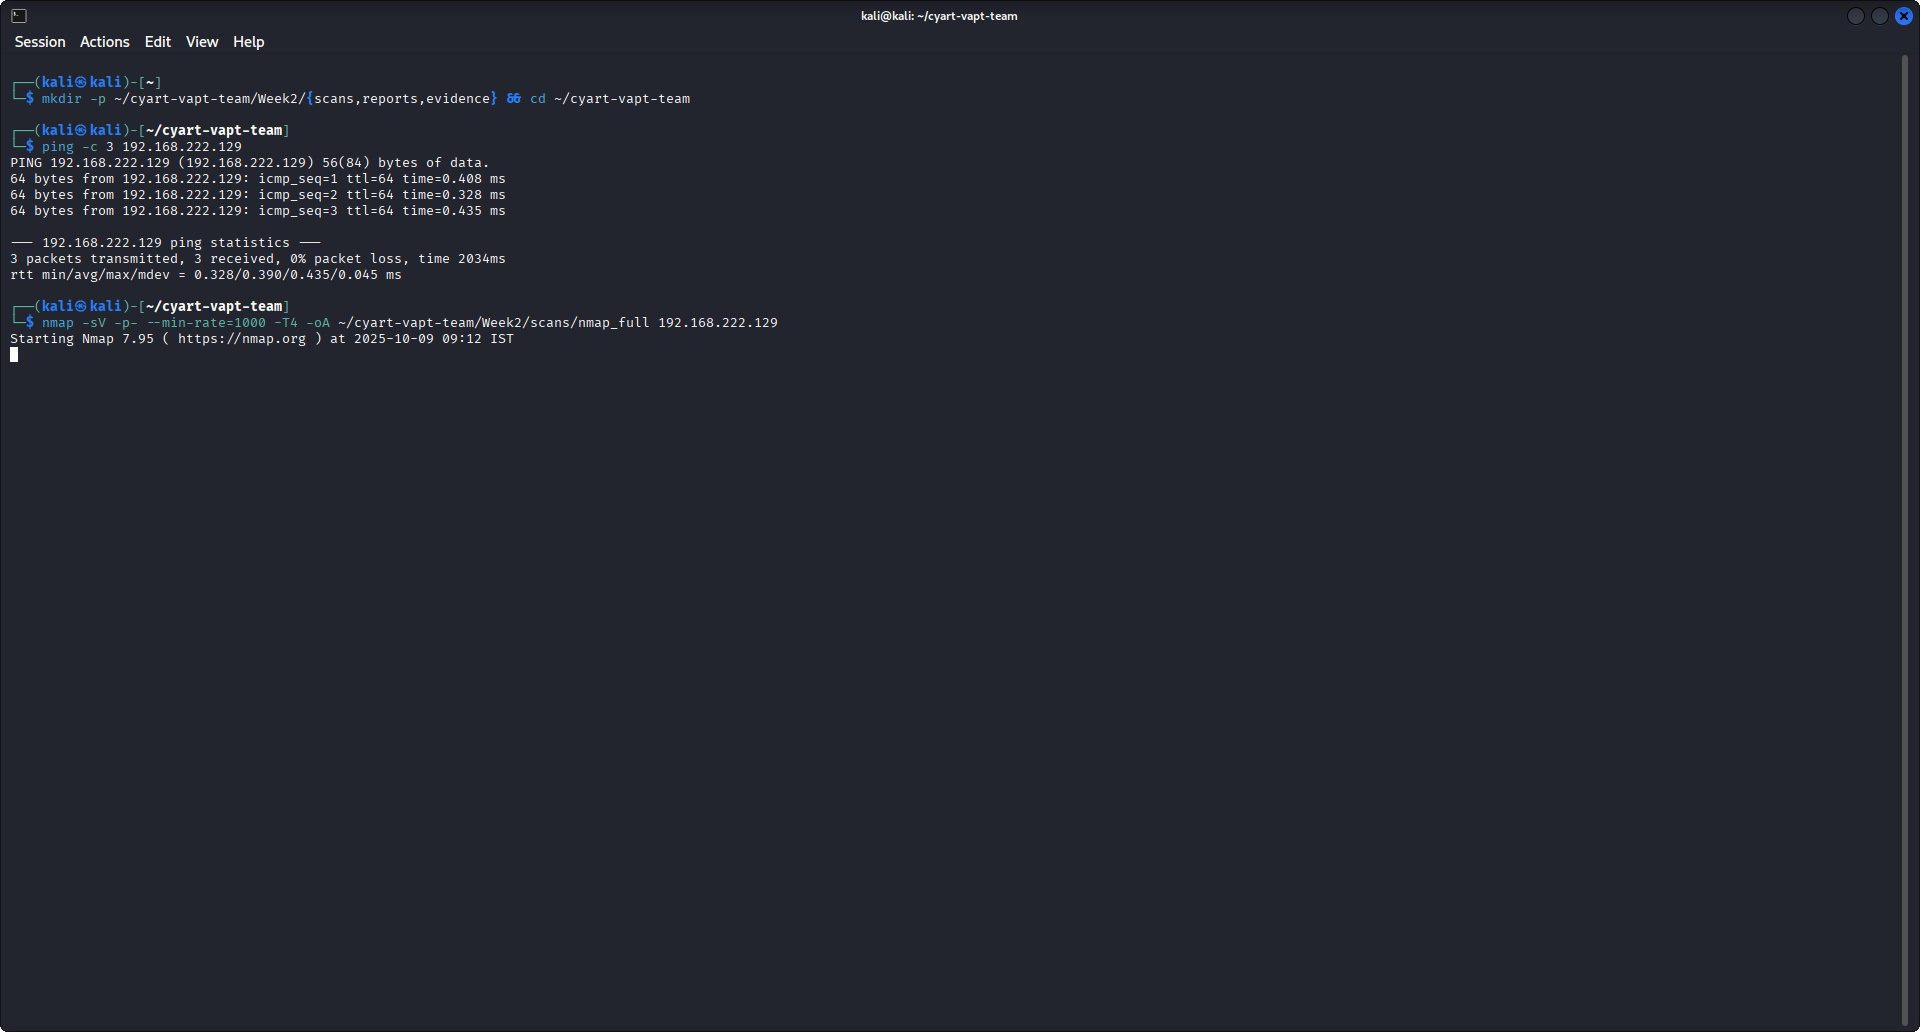 kali@kali: ~/cyart-vapt-team
Session Actions Edit View Help
┌──(kali㉿kali)-[~]
└─$ mkdir -p ~/cyart-vapt-team/Week2/{scans,reports,evidence} && cd ~/cyart-vapt-team
┌──(kali㉿kali)-[~/cyart-vapt-team]
└─$ ping -c 3 192.168.222.129
PING 192.168.222.129 (192.168.222.129) 56(84) bytes of data.
64 bytes from 192.168.222.129: icmp_seq=1 ttl=64 time=0.408 ms
64 bytes from 192.168.222.129: icmp_seq=2 ttl=64 time=0.328 ms
64 bytes from 192.168.222.129: icmp_seq=3 ttl=64 time=0.435 ms
--- 192.168.222.129 ping statistics ---
3 packets transmitted, 3 received, 0% packet loss, time 2034ms
rtt min/avg/max/mdev = 0.328/0.390/0.435/0.045 ms
┌──(kali㉿kali)-[~/cyart-vapt-team]
└─$ nmap -sV -p- --min-rate=1000 -T4 -oA ~/cyart-vapt-team/Week2/scans/nmap_full 192.168.222.129
Starting Nmap 7.95 ( https://nmap.org ) at 2025-10-09 09:12 IST